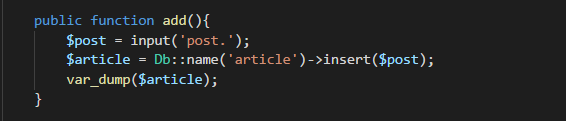 public function add(){
$post = input('post.');
$article = Db::name('article')->insert($post);
var_dump($article);
}